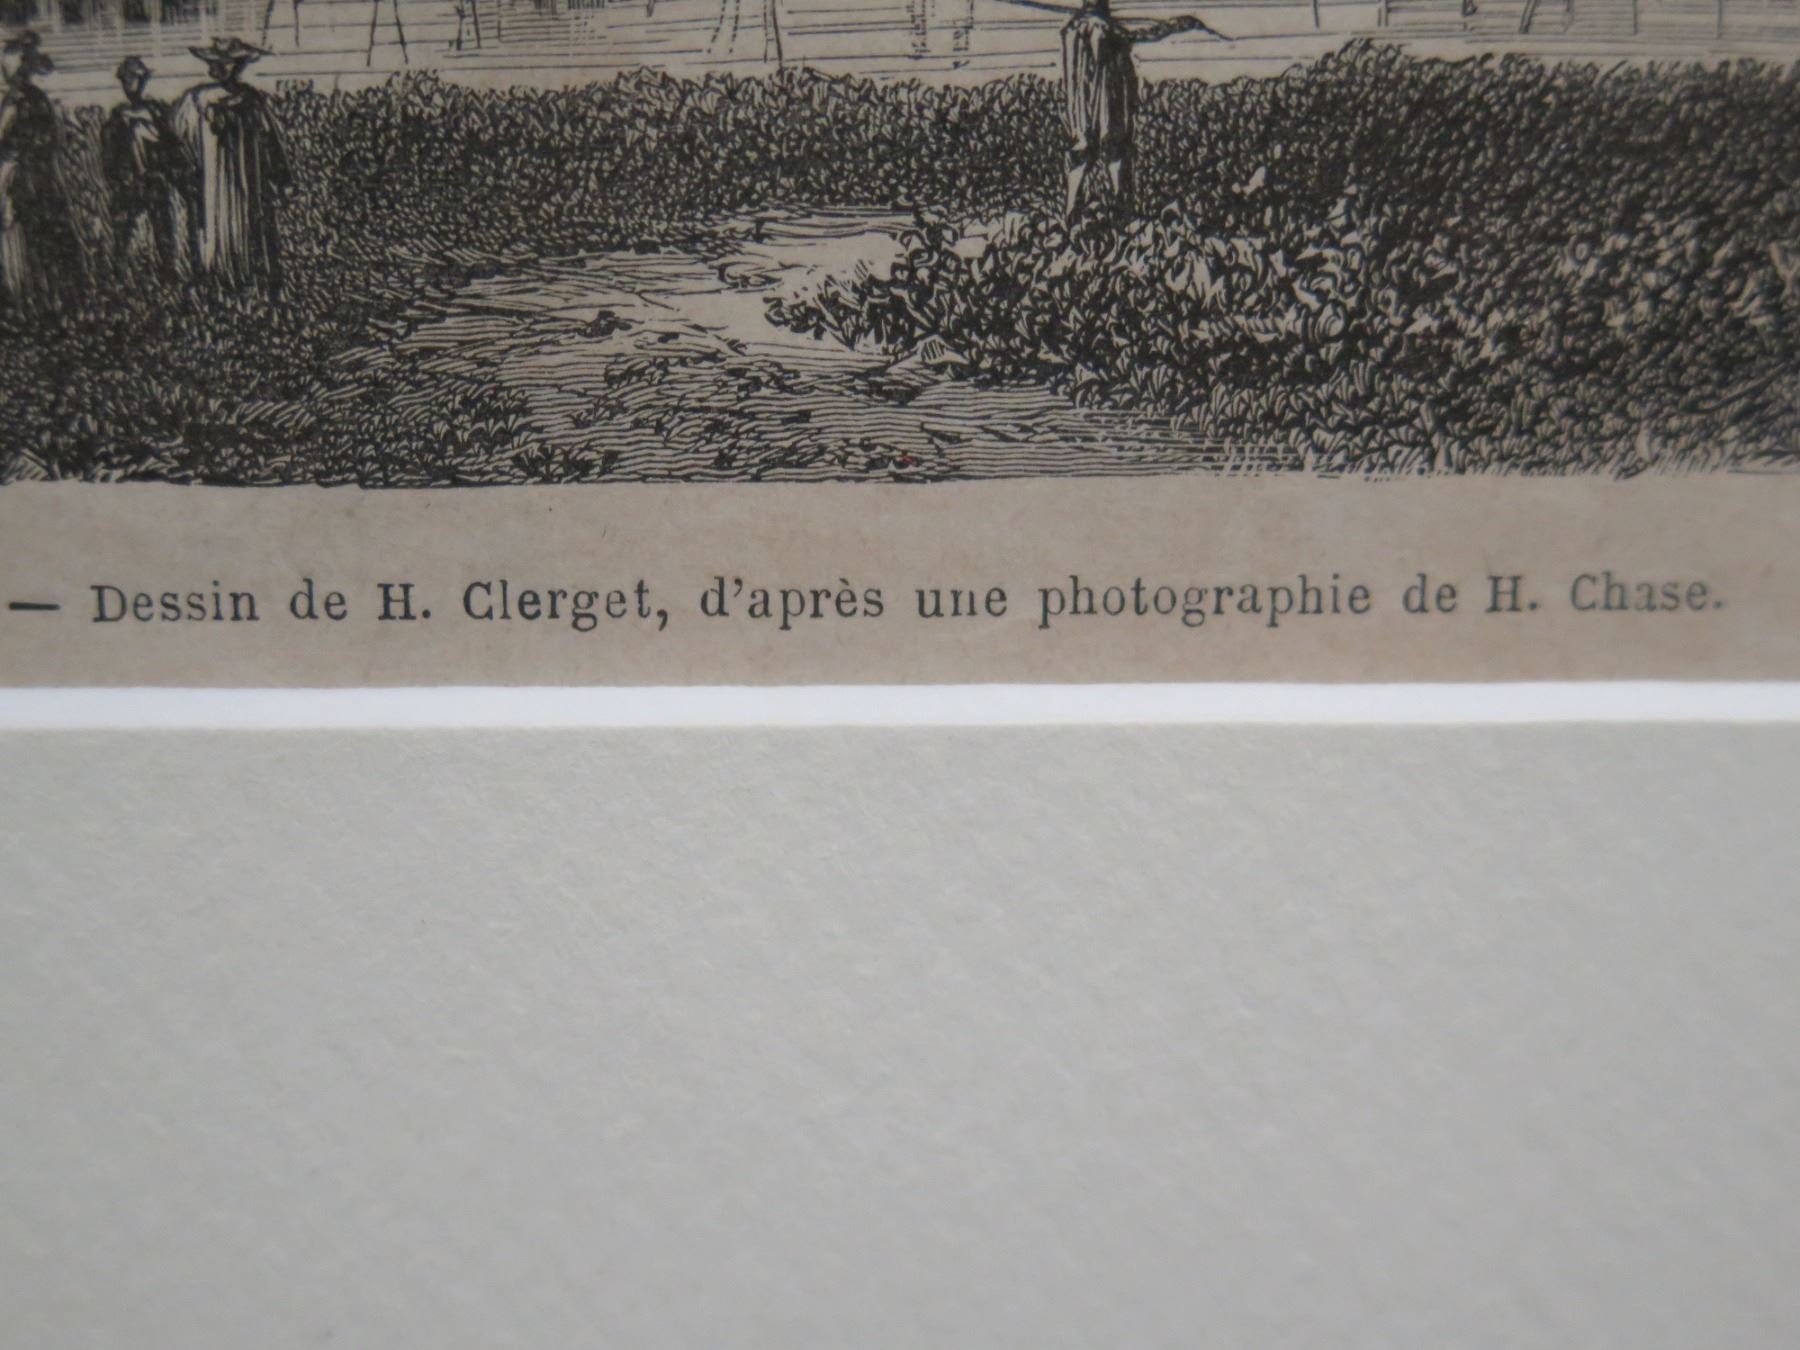 — Dessin de H. Clerget, d'après une photographie de H. Chase.